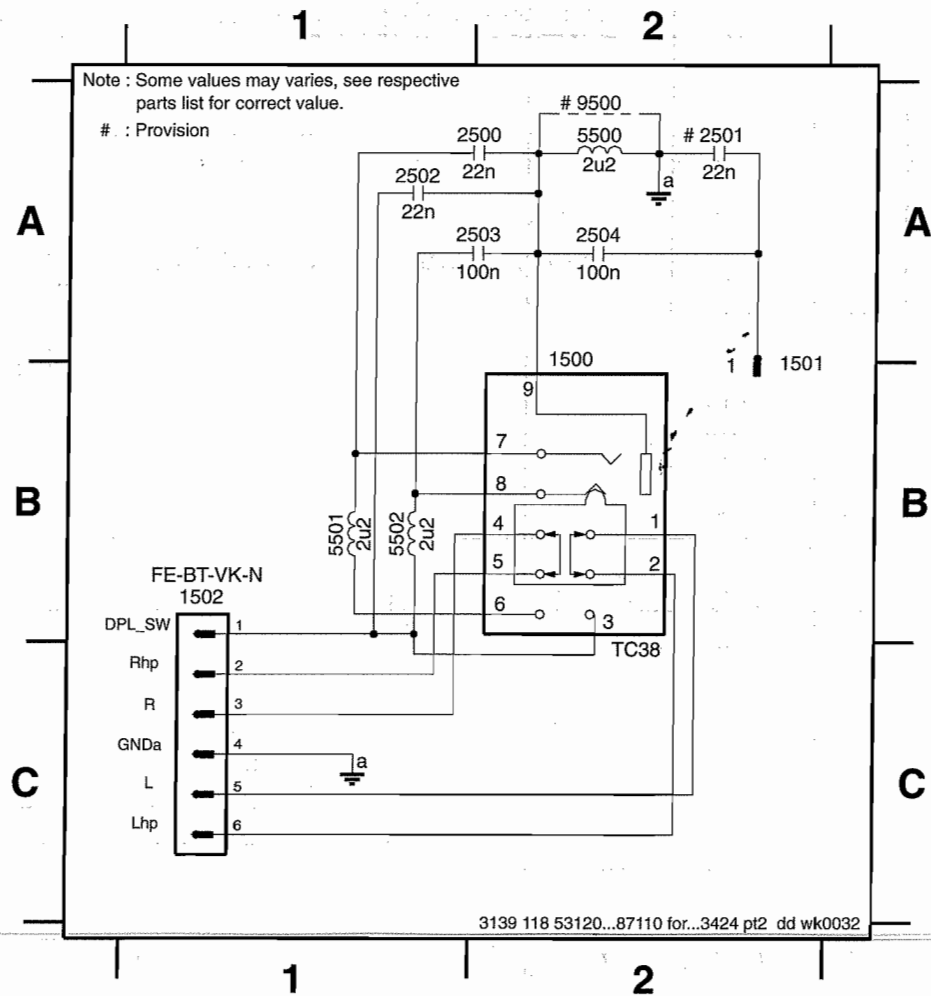 1 2
Note : Some values may varies, see respective
parts list for correct value.
# : Provision
# 9500
2500 5500 # 2501
22n 2u2 22n
2502 a
22n
A A
2503 2504
100n 100n
1500 1 1501
9
7
8
B B
5501 2u2 5502 2u2 4 1
5 2
FE-BT-VK-N
1502
6 3
DPL_SW 1
TC38
Rhp 2
R 3
GNDa 4
a
C C
L 5
Lhp 6
3139 118 53120...87110 for...3424 pt2 dd wk0032
1 2